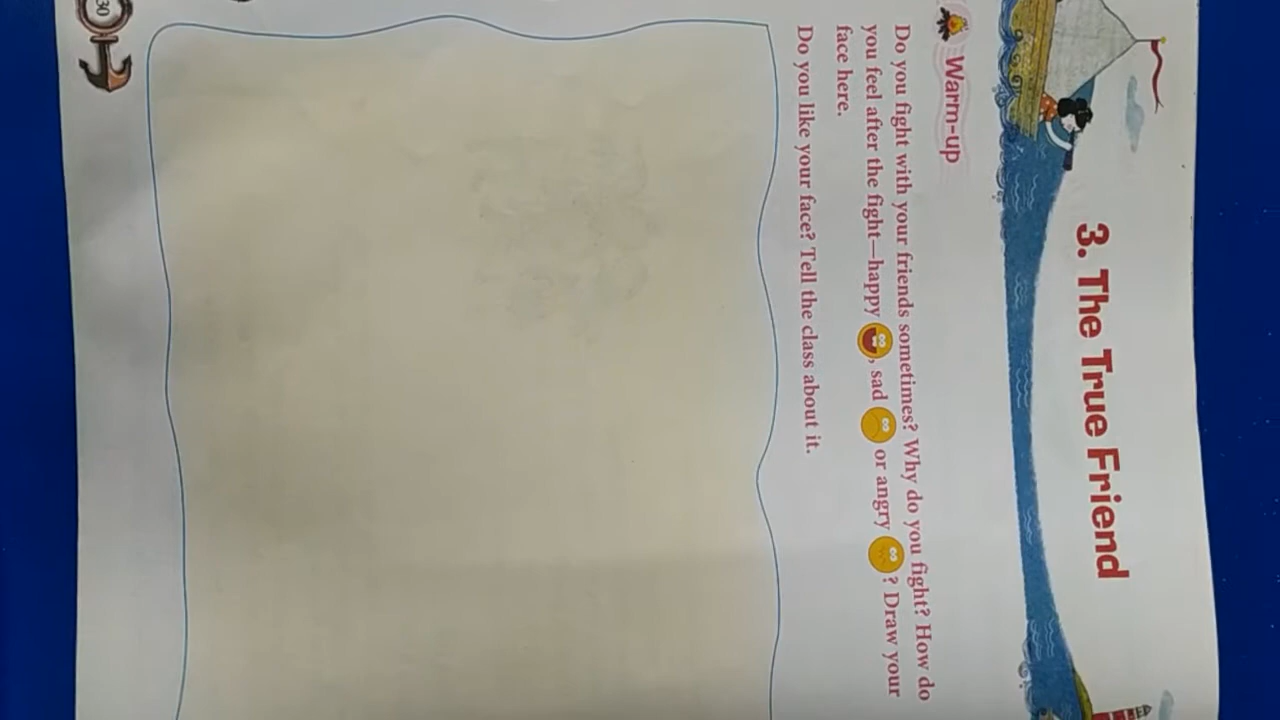 3. The True Friend
Warm-up
Do you fight with your friends sometimes? Why do you fight? How do
you feel after the fight—happy , sad or angry ? Draw your
face here.
Do you like your face? Tell the class about it.
30